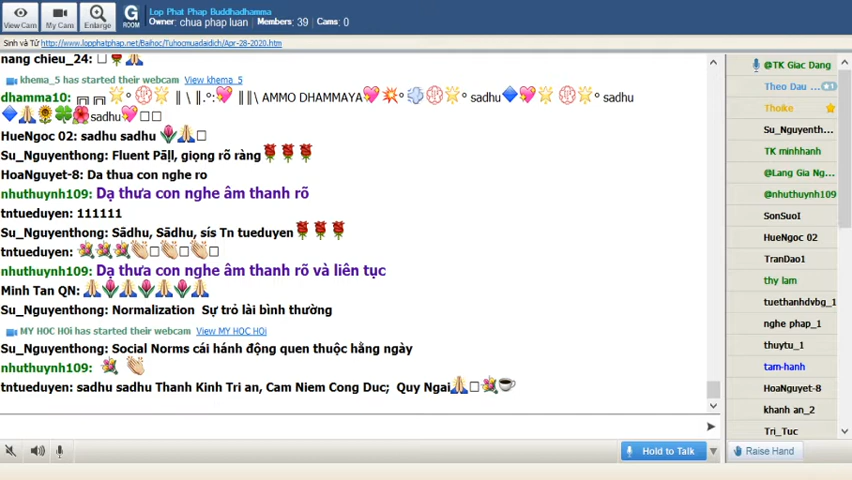 View Cam
My Cam
Enlarge
G
ROOM
Lop Phat Phap Buddhadhamma
Owner: chua phap luan Members: 39 Cams: 0
Sinh và Tử http://www.lopphatphap.net/Baihoc/Tuhocmuadaidich/Apr-28-2020.htm
nang chieu_24:
khema_5 has started their webcam View khema_5
dhamma10: AMMO DHAMMAYA sadhu sadhu
sadhu
HueNgoc 02: sadhu sadhu
Su_Nguyenthong: Fluent Pāḷi, giọng rõ ràng
HoaNguyet-8: Da thua con nghe ro
nhuthuynh109: Dạ thưa con nghe âm thanh rõ
tntueduyen: 111111
Su_Nguyenthong: Sādhu, Sādhu, sís Tn tueduyen
tntueduyen:
nhuthuynh109: Dạ thưa con nghe âm thanh rõ và liên tục
Minh Tan QN:
Su_Nguyenthong: Normalization Sự trỏ lài bình thường
MY HOC HOi has started their webcam View MY HOC HOi
Su_Nguyenthong: Social Norms cái hánh động quen thuộc hằng ngày
nhuthuynh109:
tntueduyen: sadhu sadhu Thanh Kinh Tri an, Cam Niem Cong Duc; Quy Ngai
Hold to Talk
@TK Giac Dang
Theo Dau ... 1
Thoike
Su_Nguyenth...
TK minhhanh
@Lang Gia Ng...
@nhuthuynh109
SonSuoI
HueNgoc 02
TranDao1
thy lam
tuethanhdvbg_1
nghe phap_1
thuytu_1
tam-hanh
HoaNguyet-8
khanh an_2
Tri_Tuc
Raise Hand